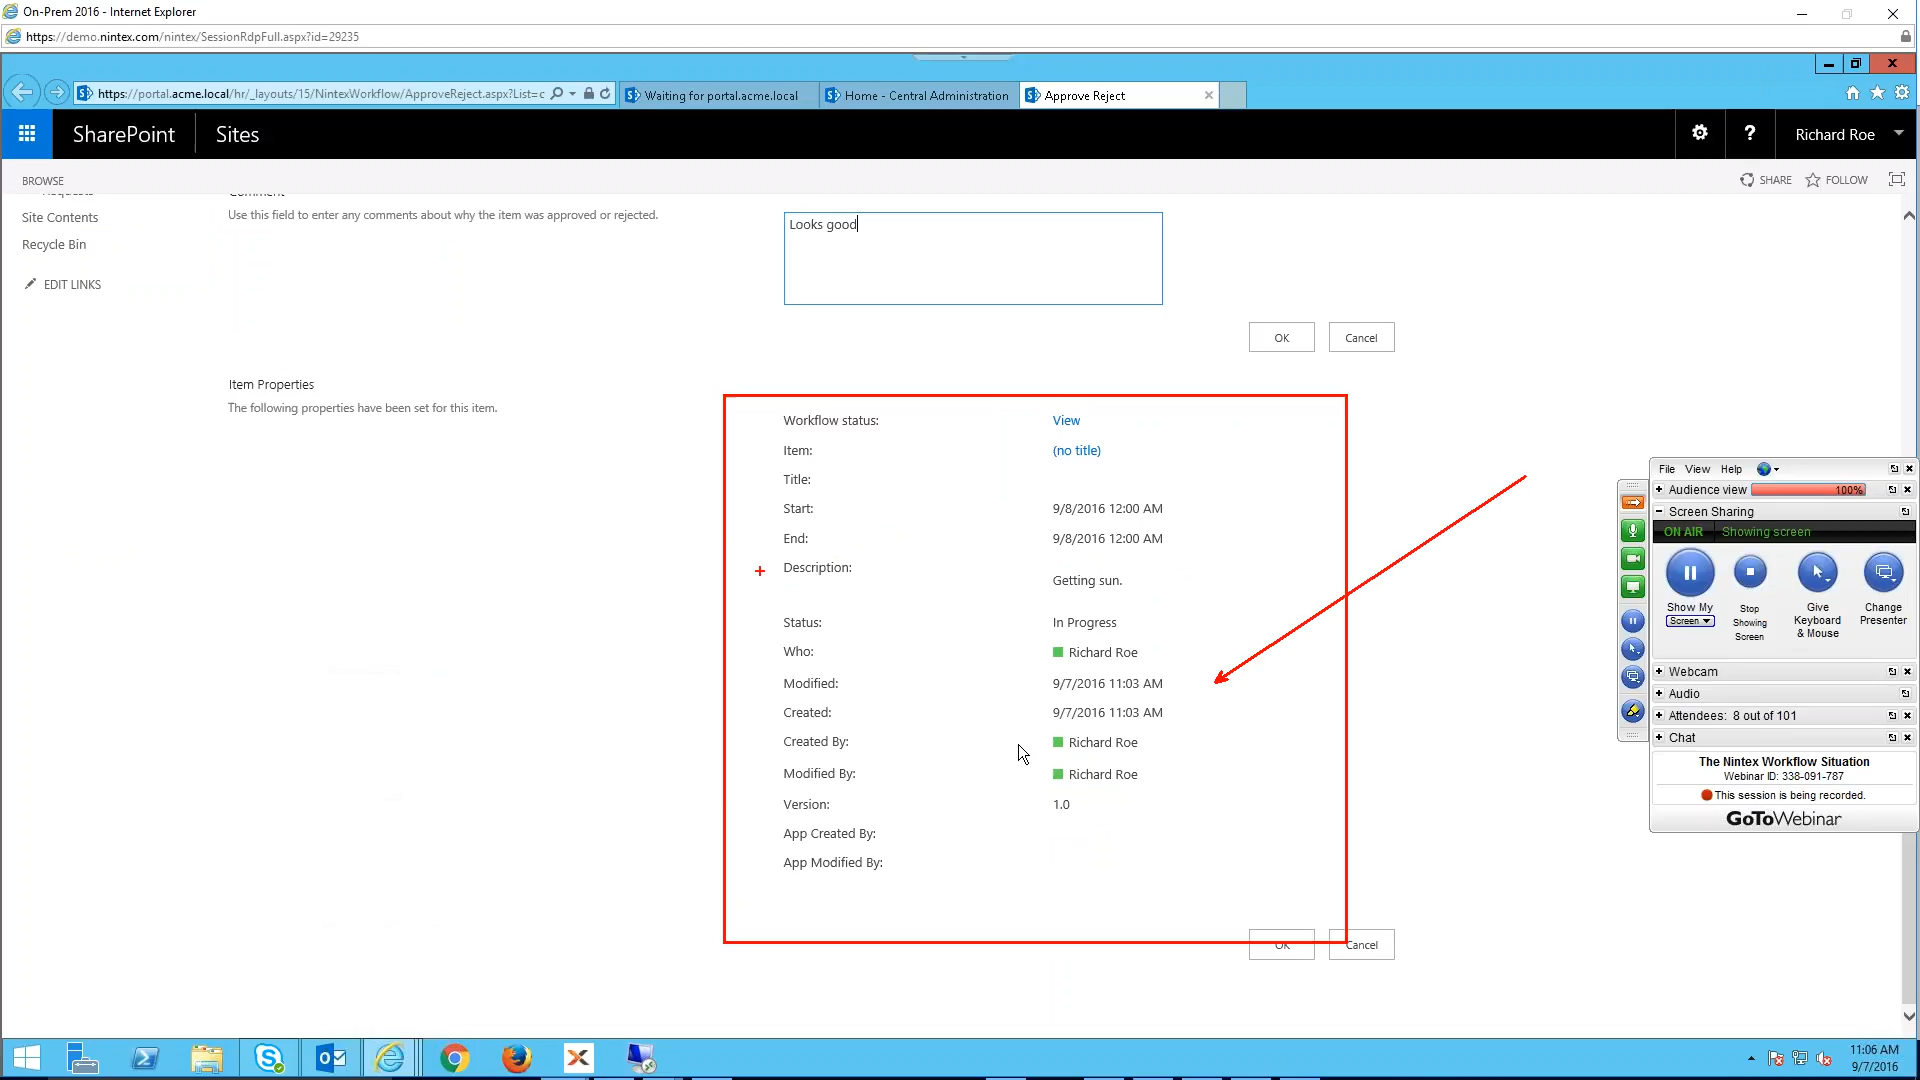 On-Prem 2016 - Internet Explorer
https://demo.nintex.com/nintex/SessionRdpFull.aspx?id=29235
https://portal.acme.local/hr/_layouts/15/NintexWorkflow/ApproveReject.aspx?List=c
Waiting for portal.acme.local
Home - Central Administration
Approve Reject
SharePoint
Sites
?
Richard Roe
BROWSE
SHARE
FOLLOW
Requests
Site Contents
Recycle Bin
EDIT LINKS
Comment
Use this field to enter any comments about why the item was approved or rejected.
Looks good
OK
Cancel
Item Properties
The following properties have been set for this item.
Workflow status: View
Item: (no title)
Title:
Start: 9/8/2016 12:00 AM
End: 9/8/2016 12:00 AM
Description:
Getting sun.
Status: In Progress
Who: Richard Roe
Modified: 9/7/2016 11:03 AM
Created: 9/7/2016 11:03 AM
Created By: Richard Roe
Modified By: Richard Roe
Version: 1.0
App Created By:
App Modified By:
OK
Cancel
File View Help
Audience view 100%
Screen Sharing
ON AIR Showing screen
Show My
Screen
Stop
Showing
Screen
Give
Keyboard
& Mouse
Change
Presenter
Webcam
Audio
Attendees: 8 out of 101
Chat
The Nintex Workflow Situation
Webinar ID: 338-091-787
This session is being recorded.
GoToWebinar
11:06 AM
9/7/2016